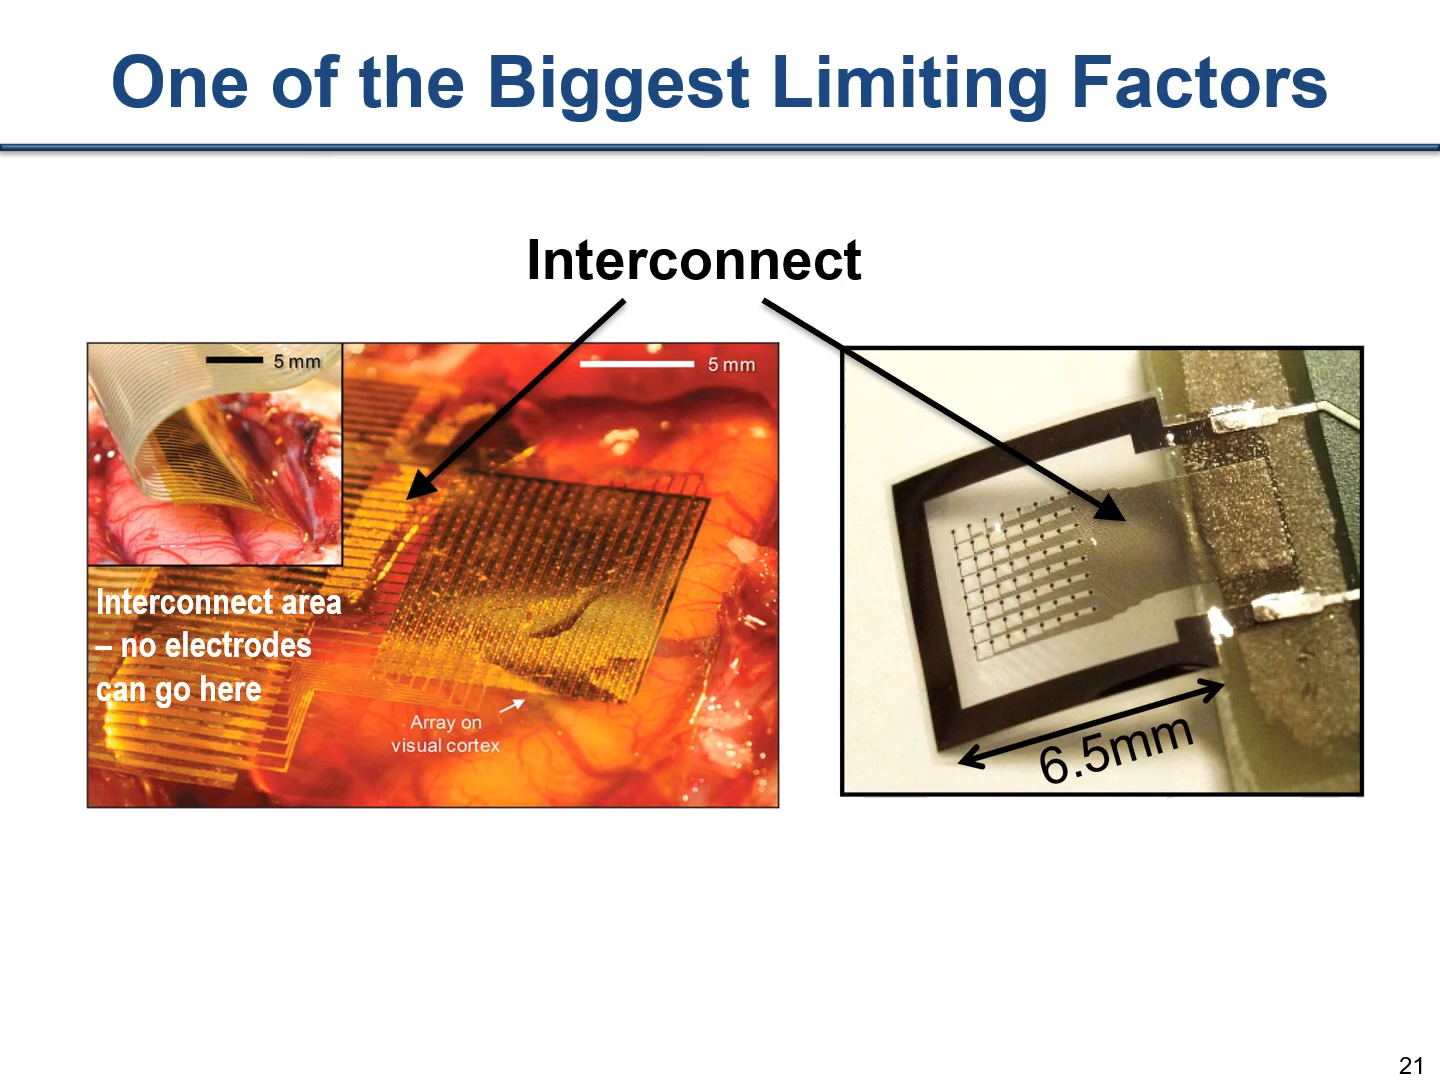 One of the Biggest Limiting Factors
Interconnect
5 mm
5 mm
Interconnect area
– no electrodes
can go here
Array on
visual cortex
6.5mm
21